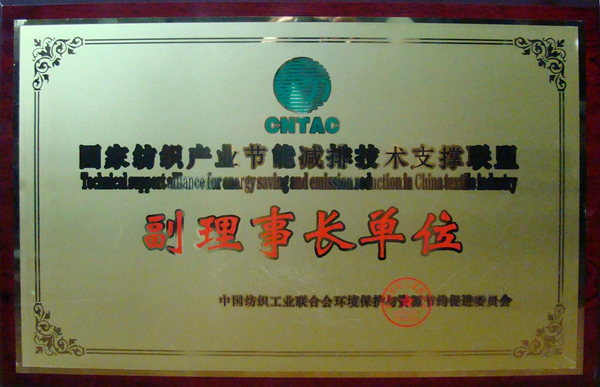 CNTAC
国家纺织产业节能减排技术支撑联盟
Technical support alliance for energy saving and emission reduction in China textile industry
副理事长单位
中国纺织工业联合会环境保护与资源节约促进委员会